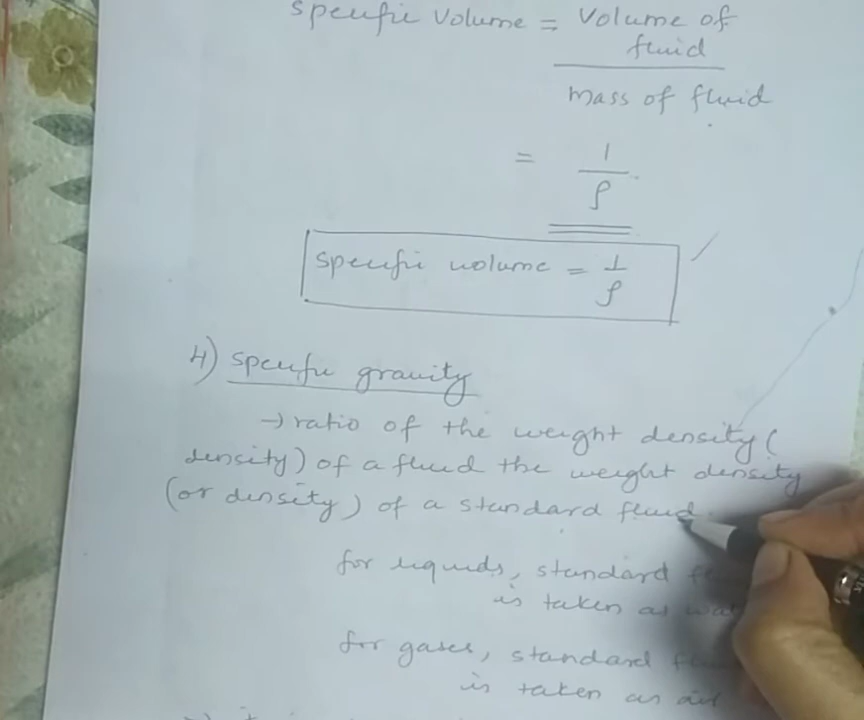 Specific Volume = Volume of
fluid
mass of fluid
= 1
ρ
Specific volume = 1
ρ
4) Specific gravity
→ ratio of the weight density (
density) of a fluid the weight density
(or density) of a standard fluid
for liquids, standard
is taken as
for gases, standard
is taken as air